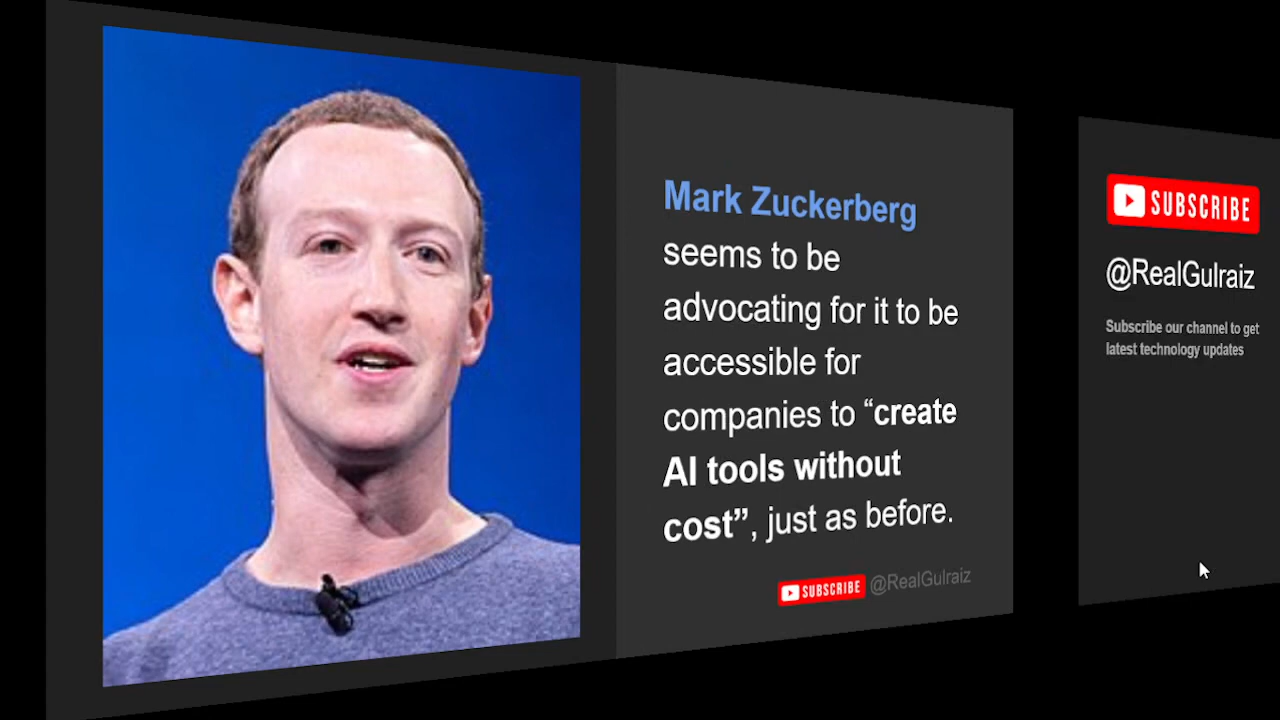 Mark Zuckerberg
seems to be
advocating for it to be
accessible for
companies to “create
AI tools without
cost”, just as before.
SUBSCRIBE @RealGulraiz
SUBSCRIBE
@RealGulraiz
Subscribe our channel to get
latest technology updates